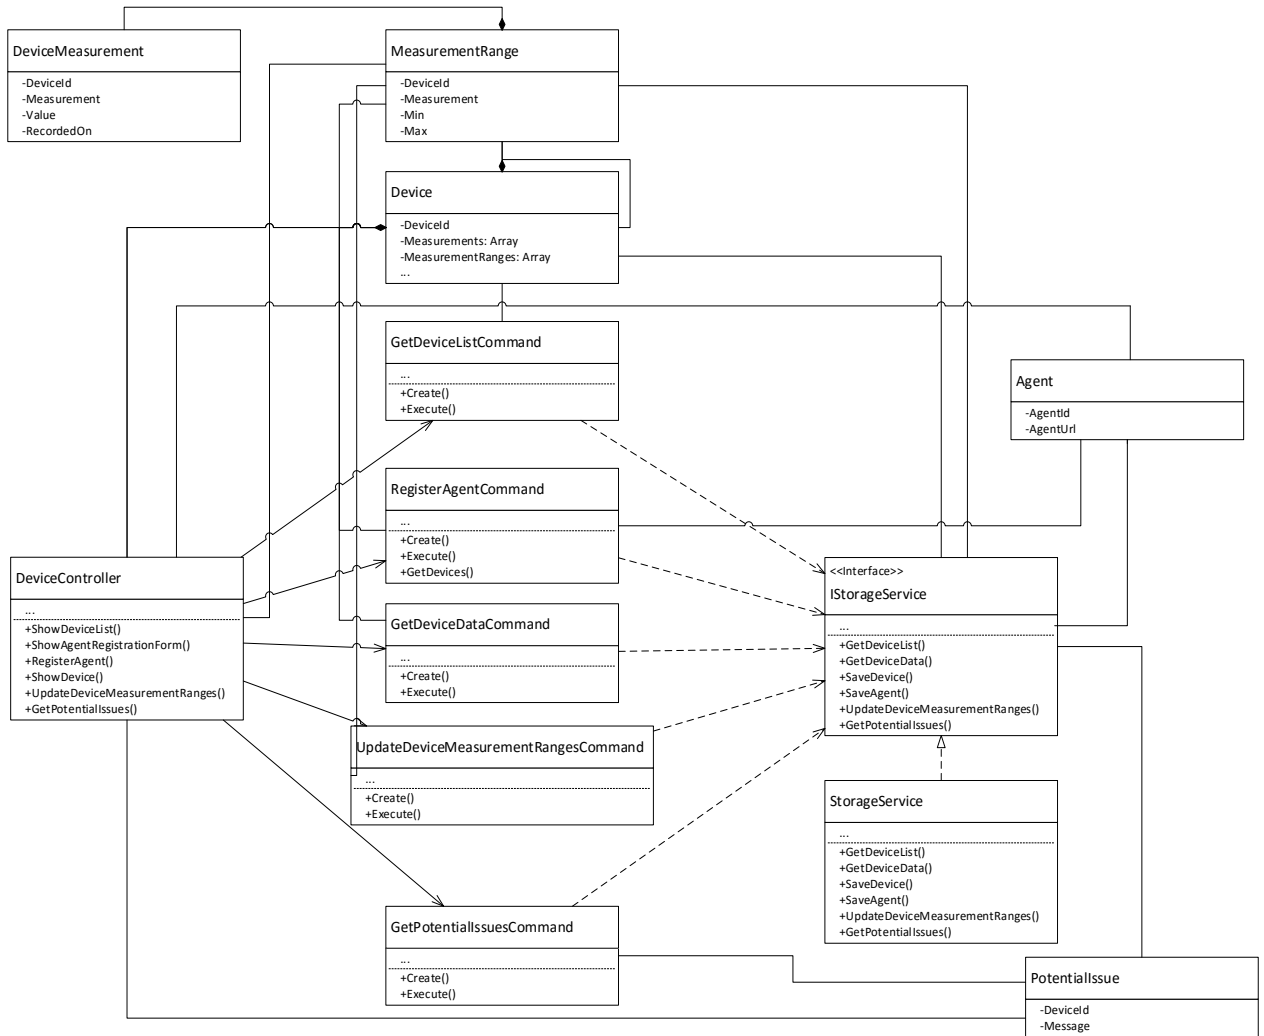 DeviceMeasurement
-DeviceId
-Measurement
-Value
-RecordedOn
MeasurementRange
-DeviceId
-Measurement
-Min
-Max
Device
-DeviceId
-Measurements: Array
-MeasurementRanges: Array
...
GetDeviceListCommand
...
+Create()
+Execute()
Agent
-AgentId
-AgentUrl
RegisterAgentCommand
...
+Create()
+Execute()
+GetDevices()
DeviceController
...
+ShowDeviceList()
+ShowAgentRegistrationForm()
+RegisterAgent()
+ShowDevice()
+UpdateDeviceMeasurementRanges()
+GetPotentialIssues()
GetDeviceDataCommand
...
+Create()
+Execute()
<<Interface>>
IStorageService
...
+GetDeviceList()
+GetDeviceData()
+SaveDevice()
+SaveAgent()
+UpdateDeviceMeasurementRanges()
+GetPotentialIssues()
UpdateDeviceMeasurementRangesCommand
...
+Create()
+Execute()
StorageService
...
+GetDeviceList()
+GetDeviceData()
+SaveDevice()
+SaveAgent()
+UpdateDeviceMeasurementRanges()
+GetPotentialIssues()
GetPotentialIssuesCommand
...
+Create()
+Execute()
PotentialIssue
-DeviceId
-Message